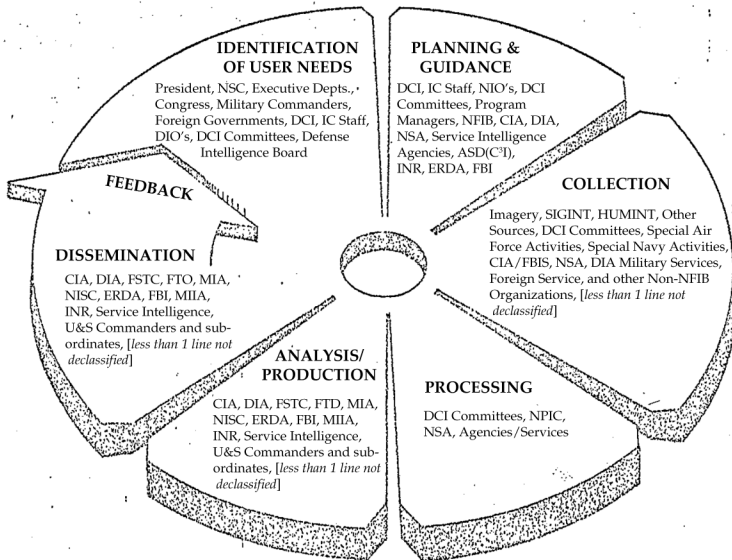 IDENTIFICATION
OF USER NEEDS
President, NSC, Executive Depts.,
Congress, Military Commanders,
Foreign Governments, DCI, IC Staff,
DIO's, DCI Committees, Defense
Intelligence Board
PLANNING &
GUIDANCE
DCI, IC Staff, NIO's, DCI
Committees, Program
Managers, NFIB, CIA, DIA,
NSA, Service Intelligence
Agencies, ASD(C³I),
INR, ERDA, FBI
COLLECTION
Imagery, SIGINT, HUMINT, Other
Sources, DCI Committees, Special Air
Force Activities, Special Navy Activities,
CIA/FBIS, NSA, DIA Military Services,
Foreign Service, and other Non-NFIB
Organizations, [less than 1 line not
declassified]
PROCESSING
DCI Committees, NPIC,
NSA, Agencies/Services
ANALYSIS/
PRODUCTION
CIA, DIA, FSTC, FTD, MIA,
NISC, ERDA, FBI, MIIA,
INR, Service Intelligence,
U&S Commanders and sub-
ordinates, [less than 1 line not
declassified]
DISSEMINATION
CIA, DIA, FSTC, FTO, MIA,
NISC, ERDA, FBI, MIIA,
INR, Service Intelligence,
U&S Commanders and sub-
ordinates, [less than 1 line not
declassified]
FEEDBACK